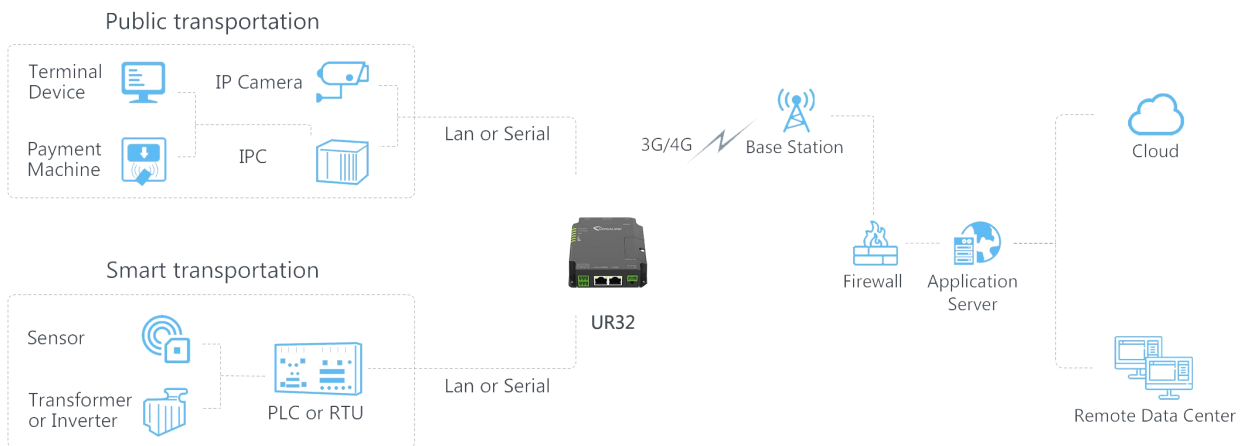 Public transportation
Terminal
Device
IP Camera
Payment
Machine
IPC
Lan or Serial
3G/4G
Base Station
Cloud
Smart transportation
Firewall
Application
Server
UR32
Sensor
Transformer
or Inverter
PLC or RTU
Lan or Serial
Remote Data Center